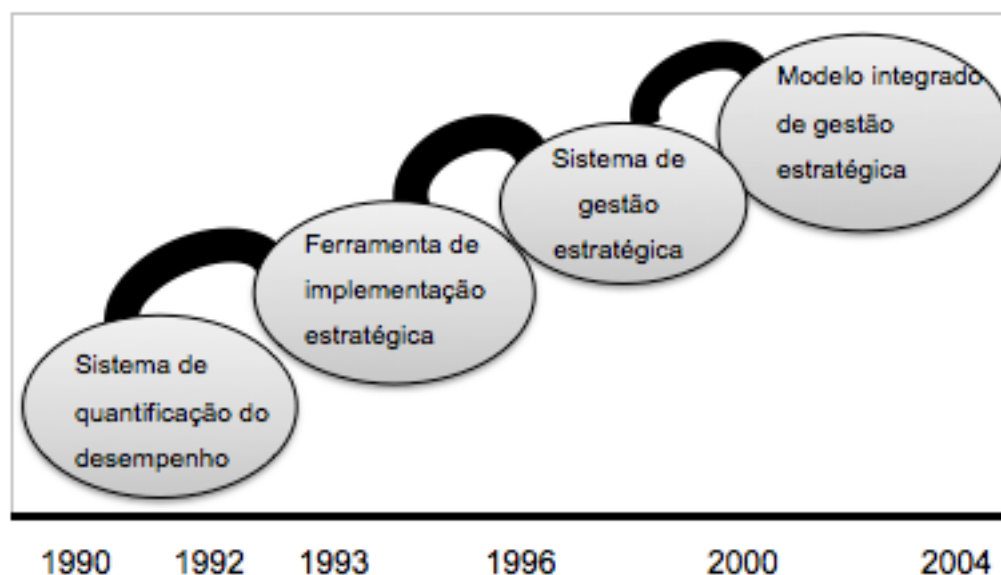 Modelo integrado
de gestão
estratégica
Sistema de
gestão
estratégica
Ferramenta de
implementação
estratégica
Sistema de
quantificação do
desempenho
1990 1992 1993 1996 2000 2004